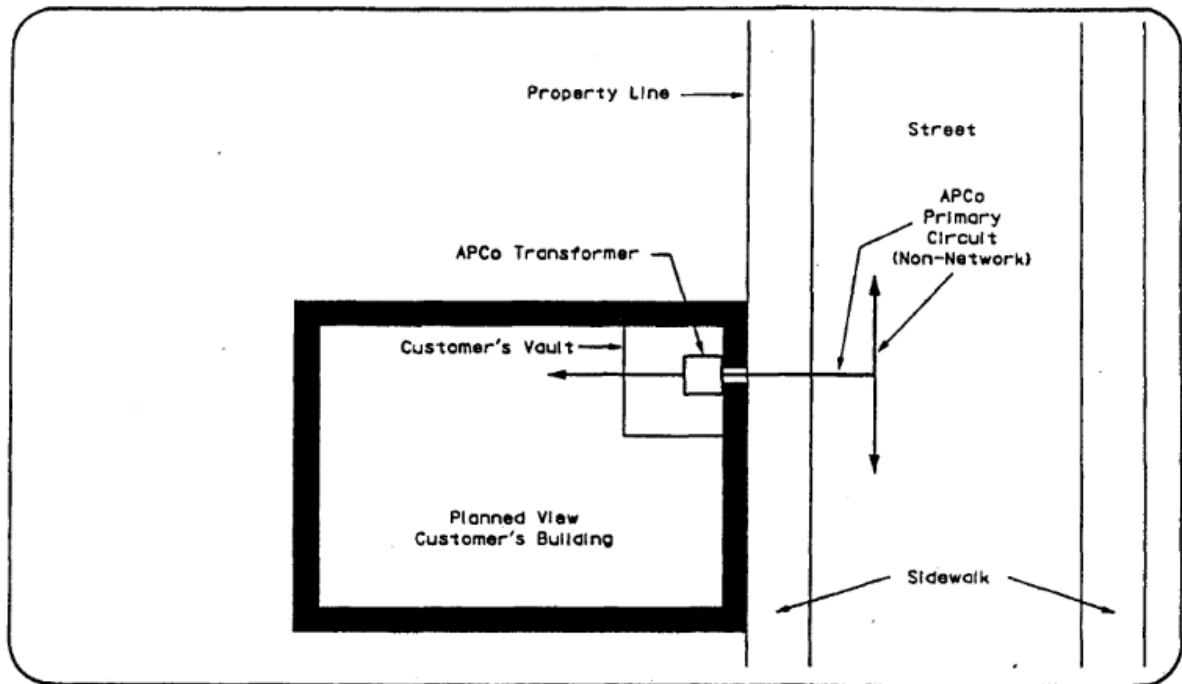 Property Line
Street
APCo
Primary
Circuit
(Non-Network)
APCo Transformer
Customer's Vault
Planned View
Customer's Building
Sidewalk